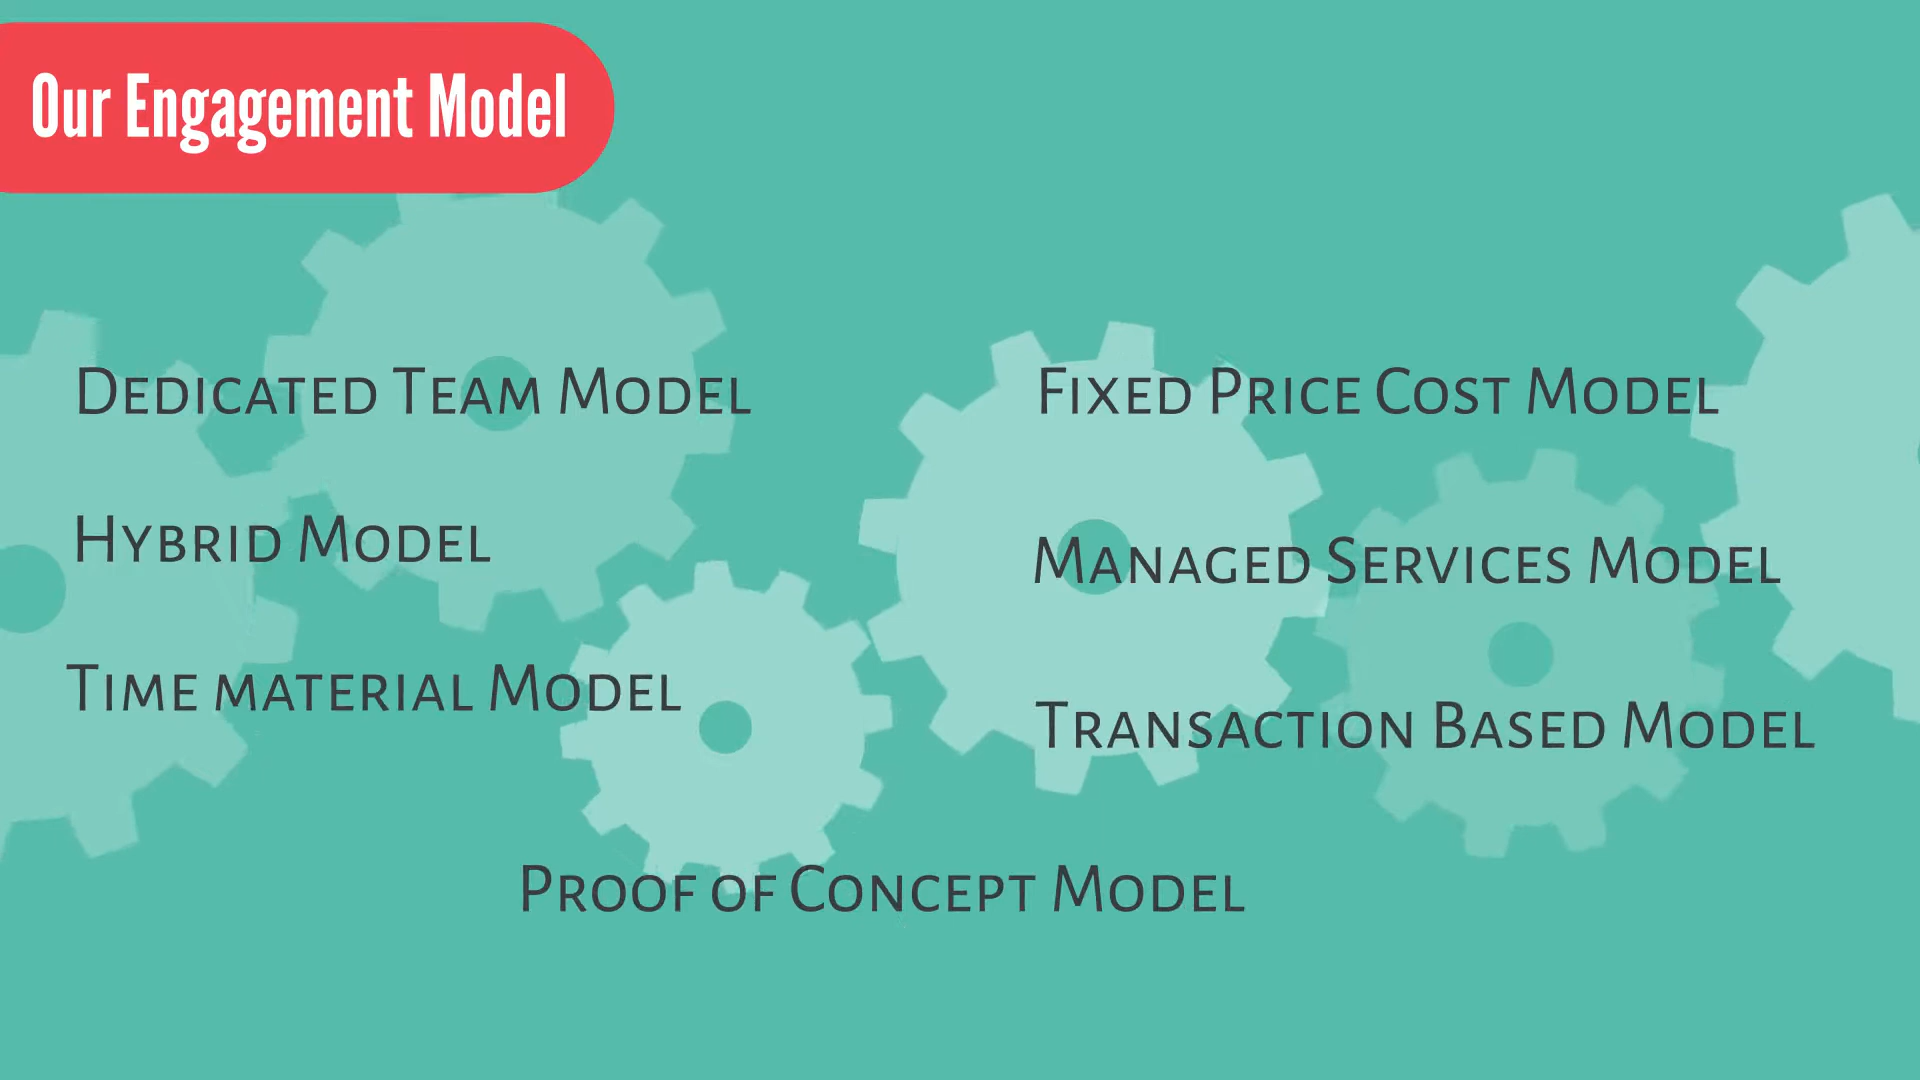 Our Engagement Model
Dedicated Team Model
Hybrid Model
Time material Model
Fixed Price Cost Model
Managed Services Model
Transaction Based Model
Proof of Concept Model